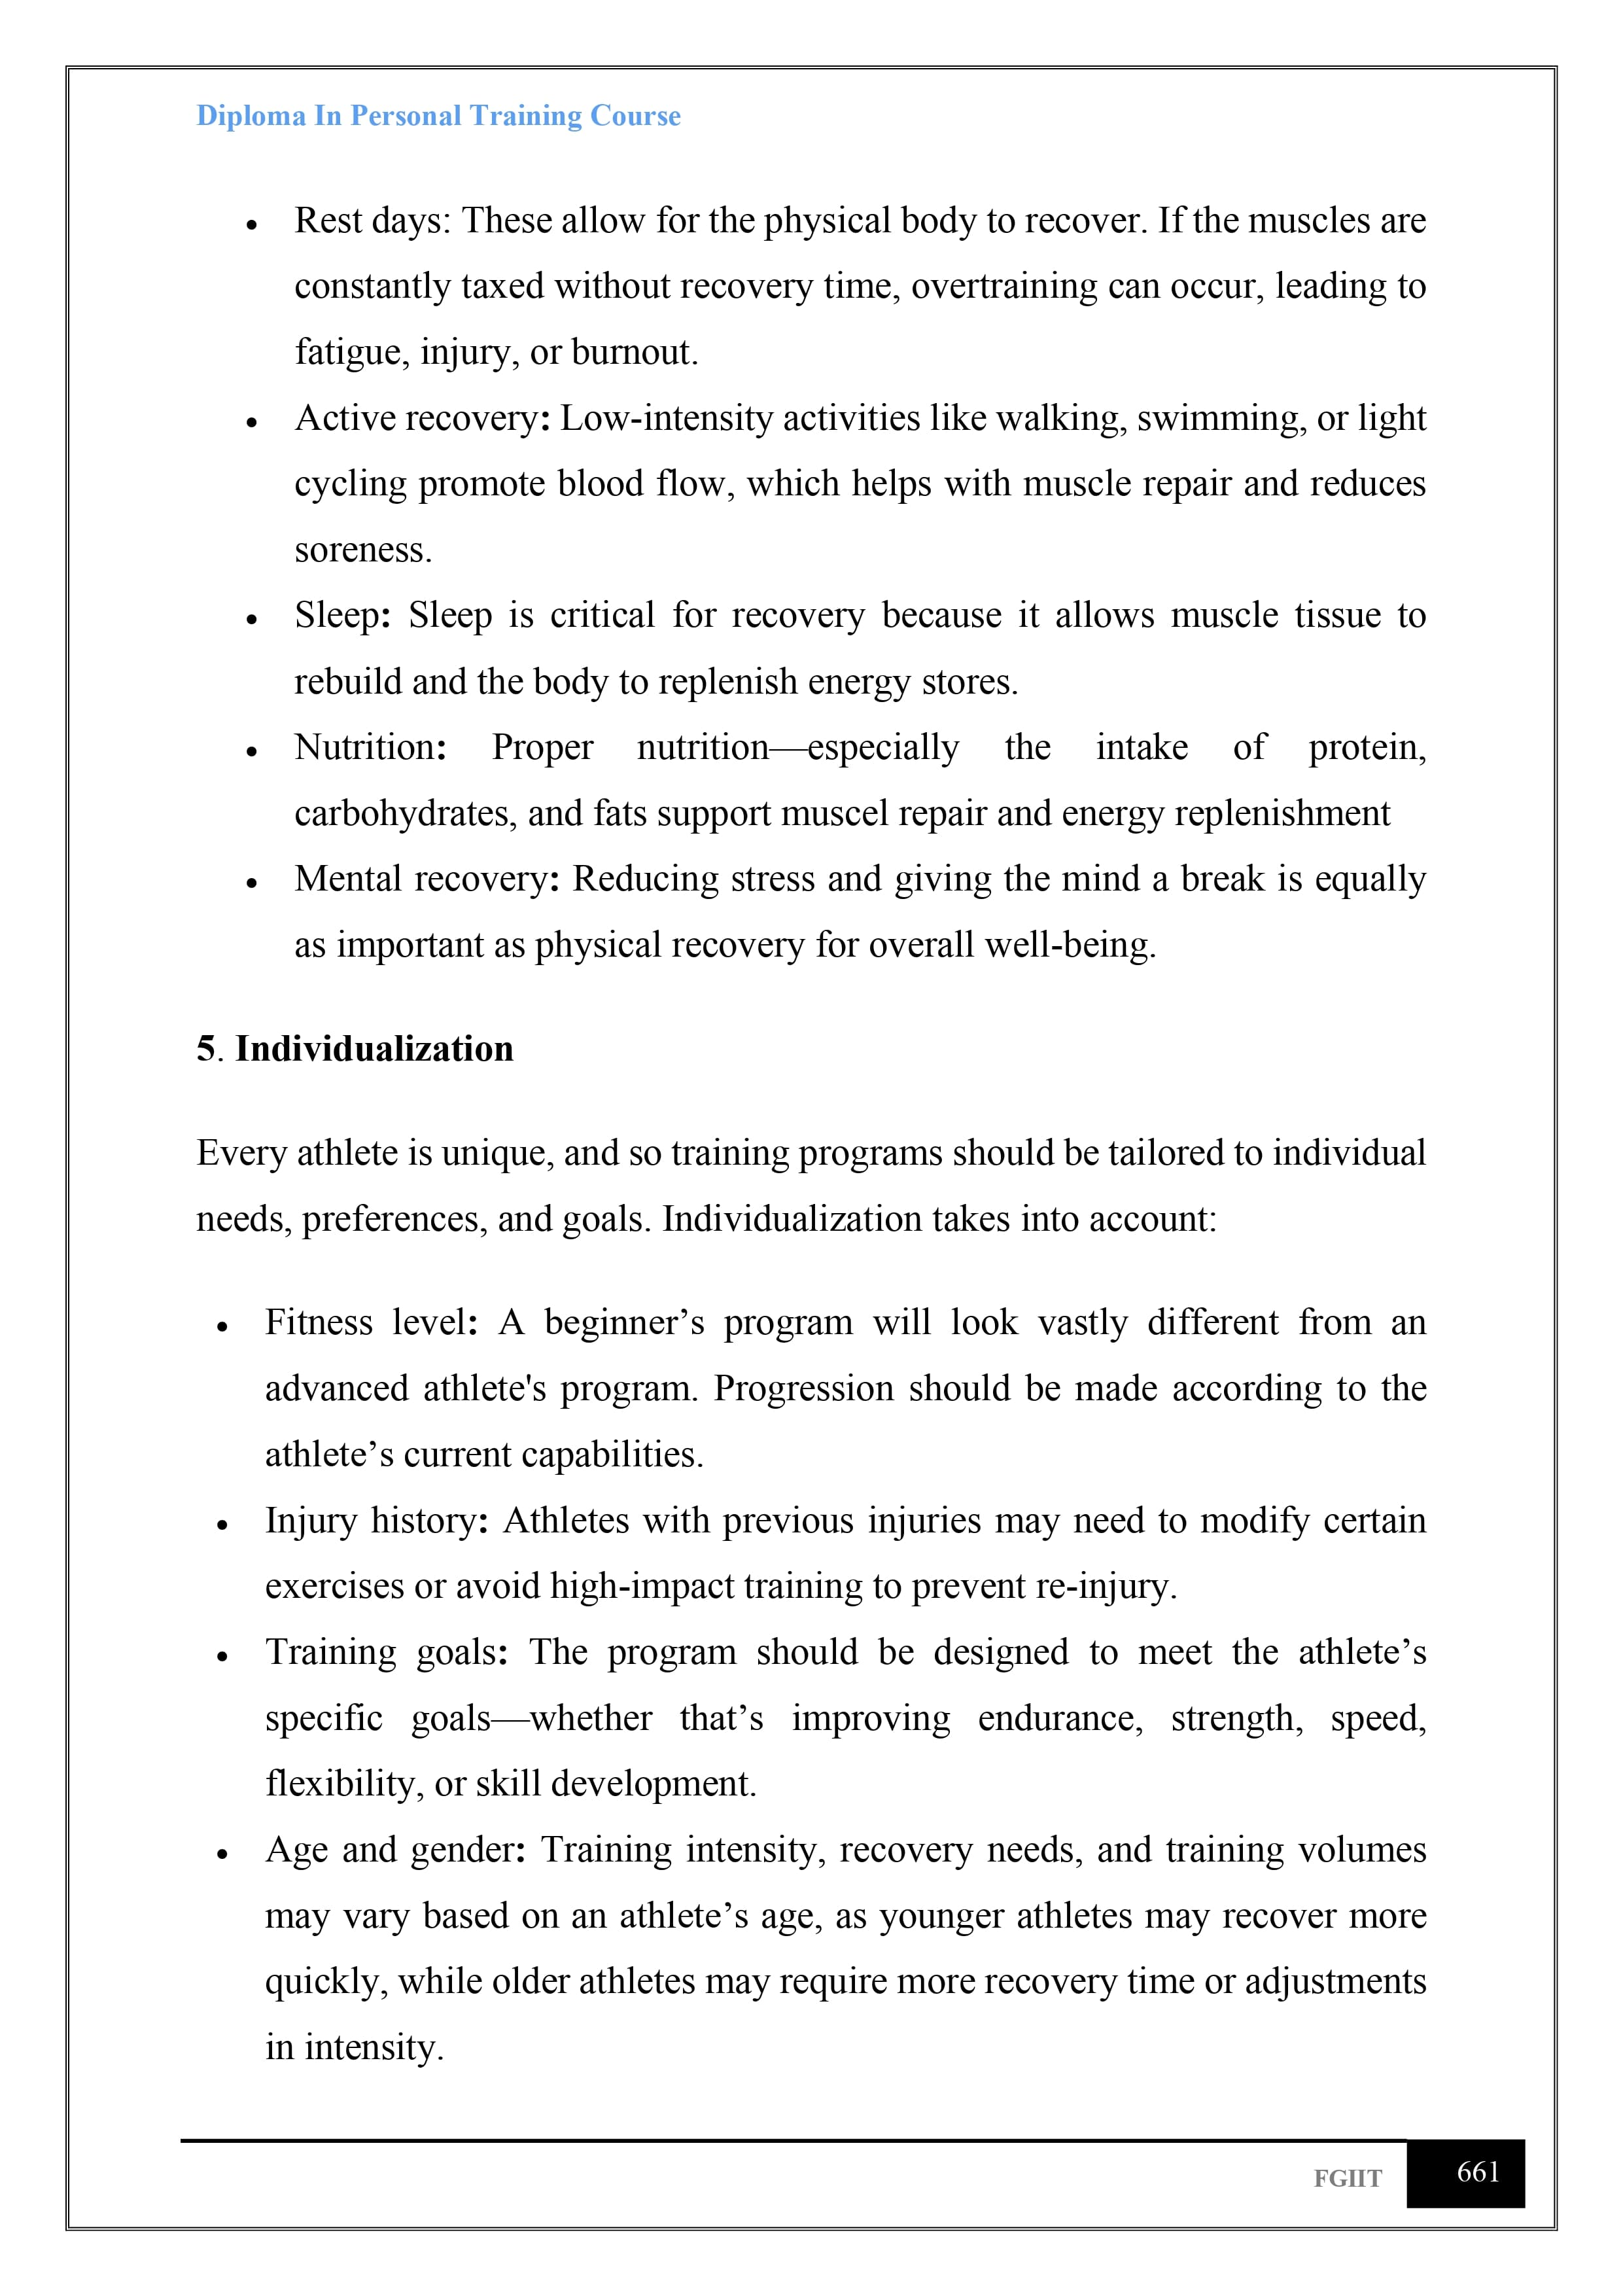 Diploma In Personal Training Course
• Rest days: These allow for the physical body to recover. If the muscles are
constantly taxed without recovery time, overtraining can occur, leading to
fatigue, injury, or burnout.
• Active recovery: Low-intensity activities like walking, swimming, or light
cycling promote blood flow, which helps with muscle repair and reduces
soreness.
• Sleep: Sleep is critical for recovery because it allows muscle tissue to
rebuild and the body to replenish energy stores.
• Nutrition: Proper nutrition—especially the intake of protein,
carbohydrates, and fats support muscel repair and energy replenishment
• Mental recovery: Reducing stress and giving the mind a break is equally
as important as physical recovery for overall well-being.
5. Individualization
Every athlete is unique, and so training programs should be tailored to individual
needs, preferences, and goals. Individualization takes into account:
• Fitness level: A beginner’s program will look vastly different from an
advanced athlete's program. Progression should be made according to the
athlete’s current capabilities.
• Injury history: Athletes with previous injuries may need to modify certain
exercises or avoid high-impact training to prevent re-injury.
• Training goals: The program should be designed to meet the athlete’s
specific goals—whether that’s improving endurance, strength, speed,
flexibility, or skill development.
• Age and gender: Training intensity, recovery needs, and training volumes
may vary based on an athlete’s age, as younger athletes may recover more
quickly, while older athletes may require more recovery time or adjustments
in intensity.
FGIIT 661